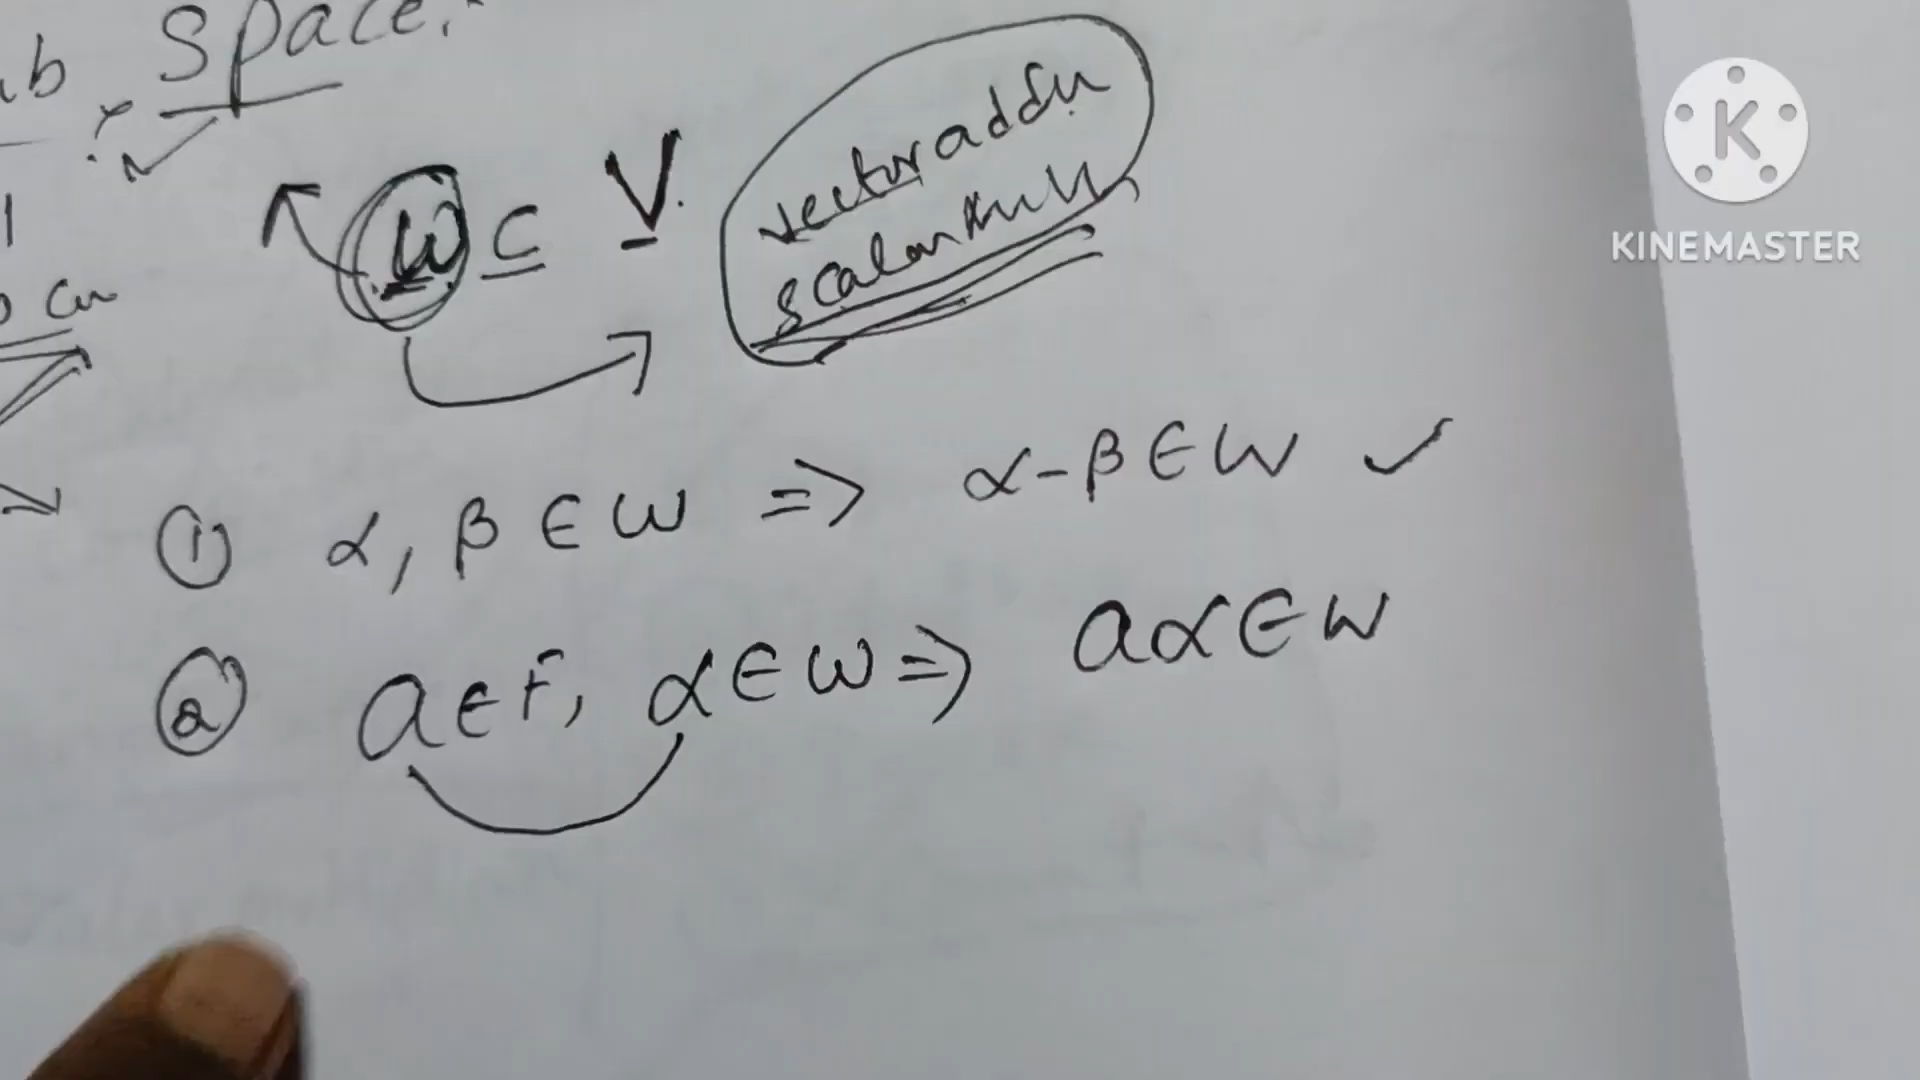 Space:
W ⊆ V.
vector addn
scalar mult
① α, β ∈ W => α-β ∈ W ✓
② a ∈ F, α ∈ W => aα ∈ W
K
KINEMASTER